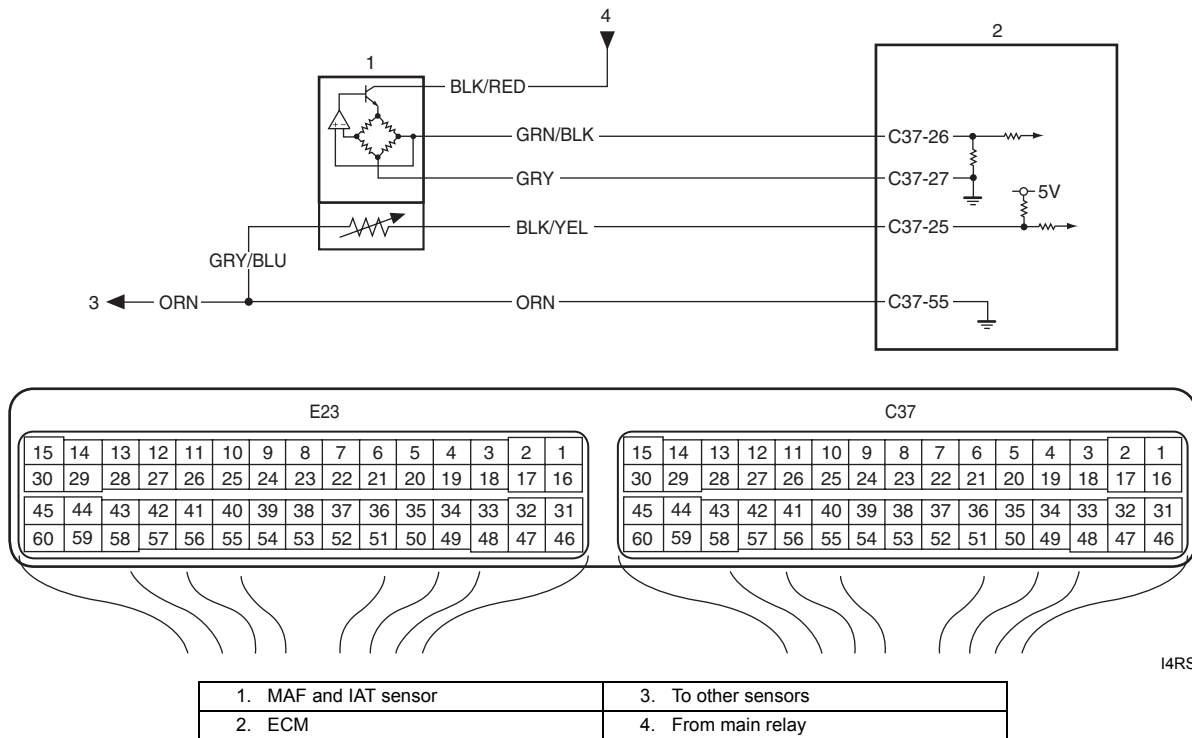 4
2
1
BLK/RED
GRN/BLK
C37-26
GRY
C37-27
5V
BLK/YEL
C37-25
GRY/BLU
3 ORN
ORN
C37-55
E23 C37
15 14 13 12 11 10 9 8 7 6 5 4 3 2 1 15 14 13 12 11 10 9 8 7 6 5 4 3 2 1
30 29 28 27 26 25 24 23 22 21 20 19 18 17 16 30 29 28 27 26 25 24 23 22 21 20 19 18 17 16
45 44 43 42 41 40 39 38 37 36 35 34 33 32 31 45 44 43 42 41 40 39 38 37 36 35 34 33 32 31
60 59 58 57 56 55 54 53 52 51 50 49 48 47 46 60 59 58 57 56 55 54 53 52 51 50 49 48 47 46
I4RS
1. MAF and IAT sensor 3. To other sensors
2. ECM 4. From main relay